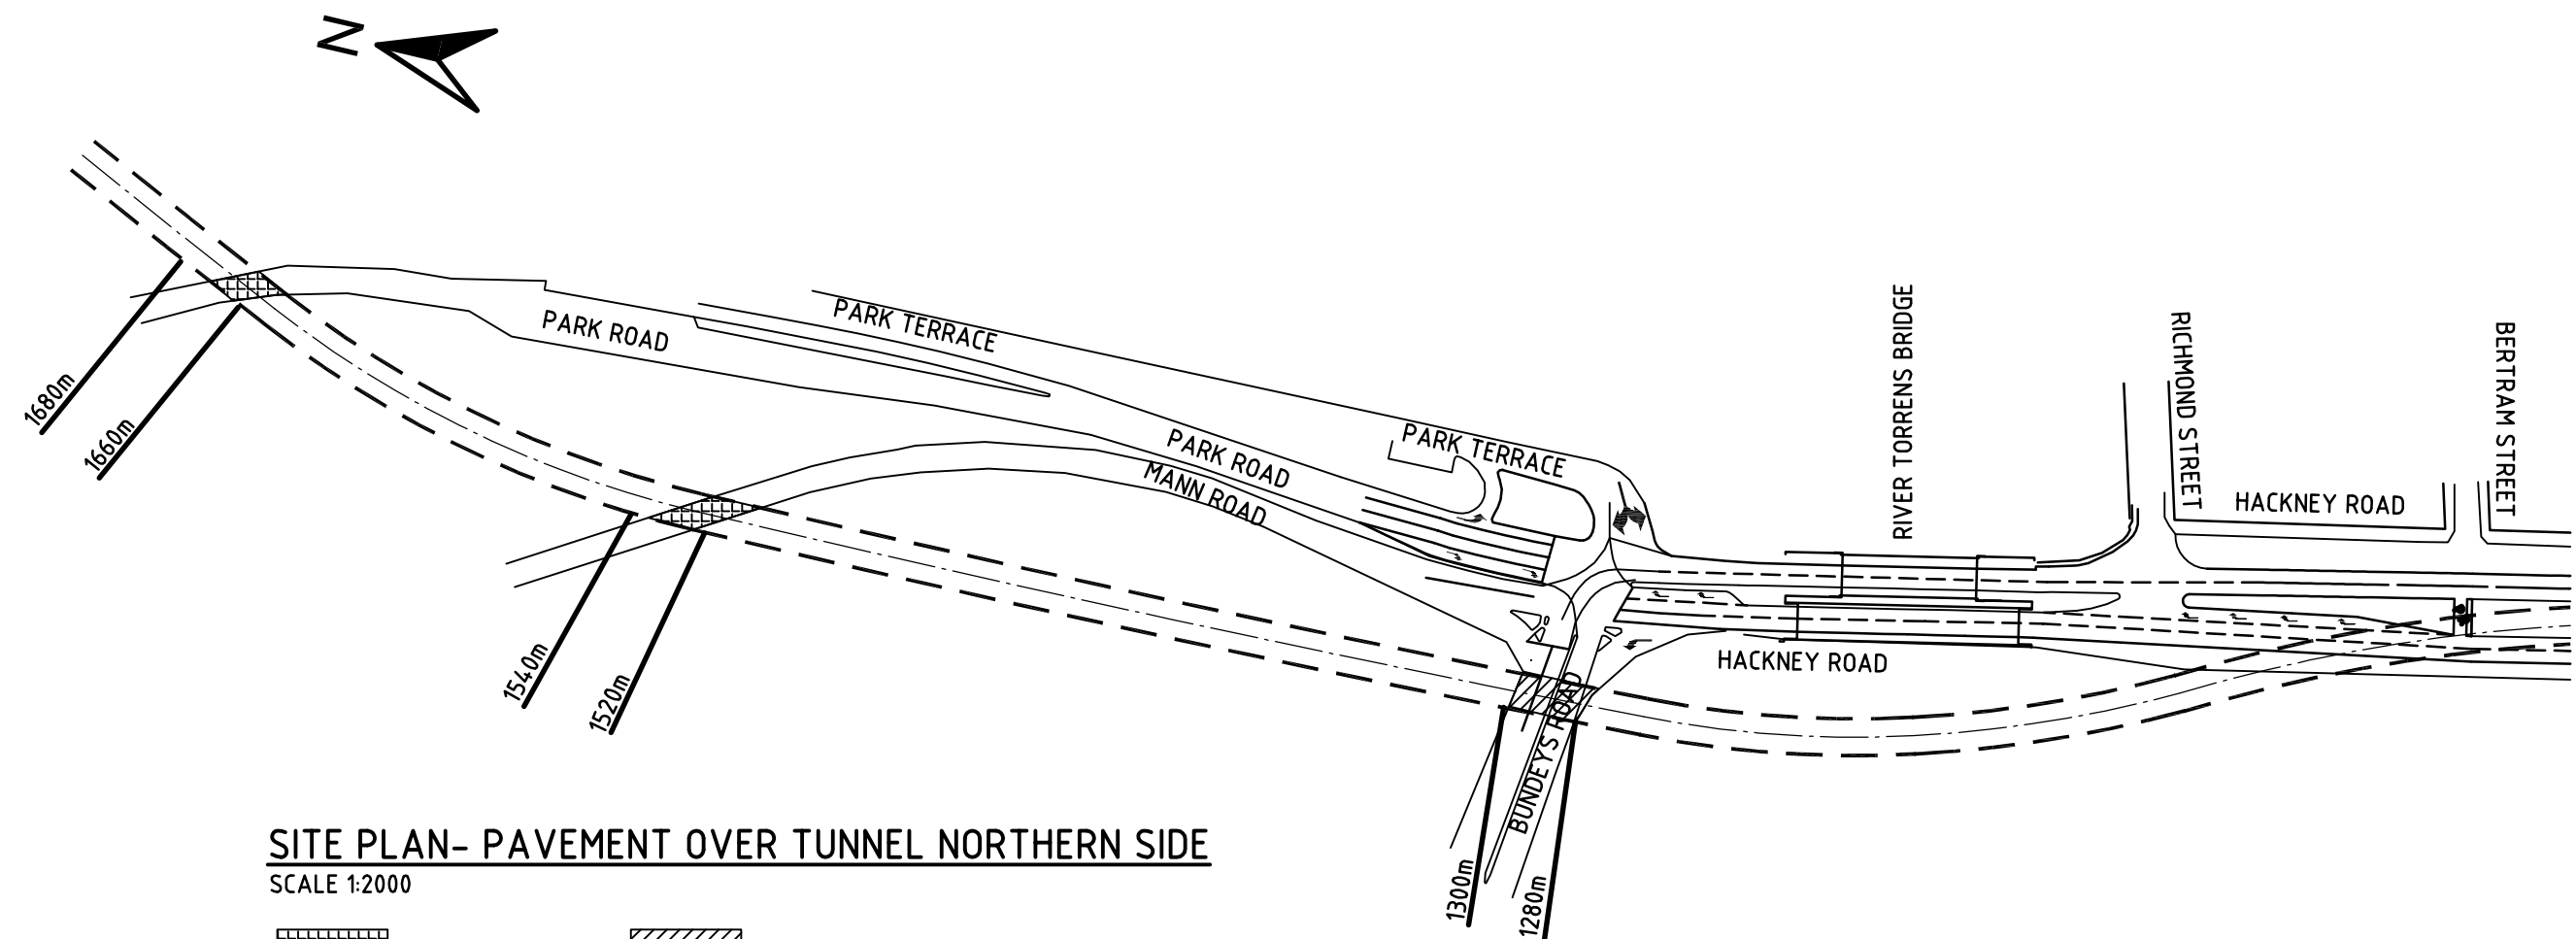 N
PARK ROAD
PARK TERRACE
PARK ROAD
MANN ROAD
PARK TERRACE
RIVER TORRENS BRIDGE
RICHMOND STREET
HACKNEY ROAD
BERTRAM STREET
HACKNEY ROAD
BUNDEYS ROAD
1680m
1660m
1540m
1520m
1300m
1280m
SITE PLAN- PAVEMENT OVER TUNNEL NORTHERN SIDE
SCALE 1:2000